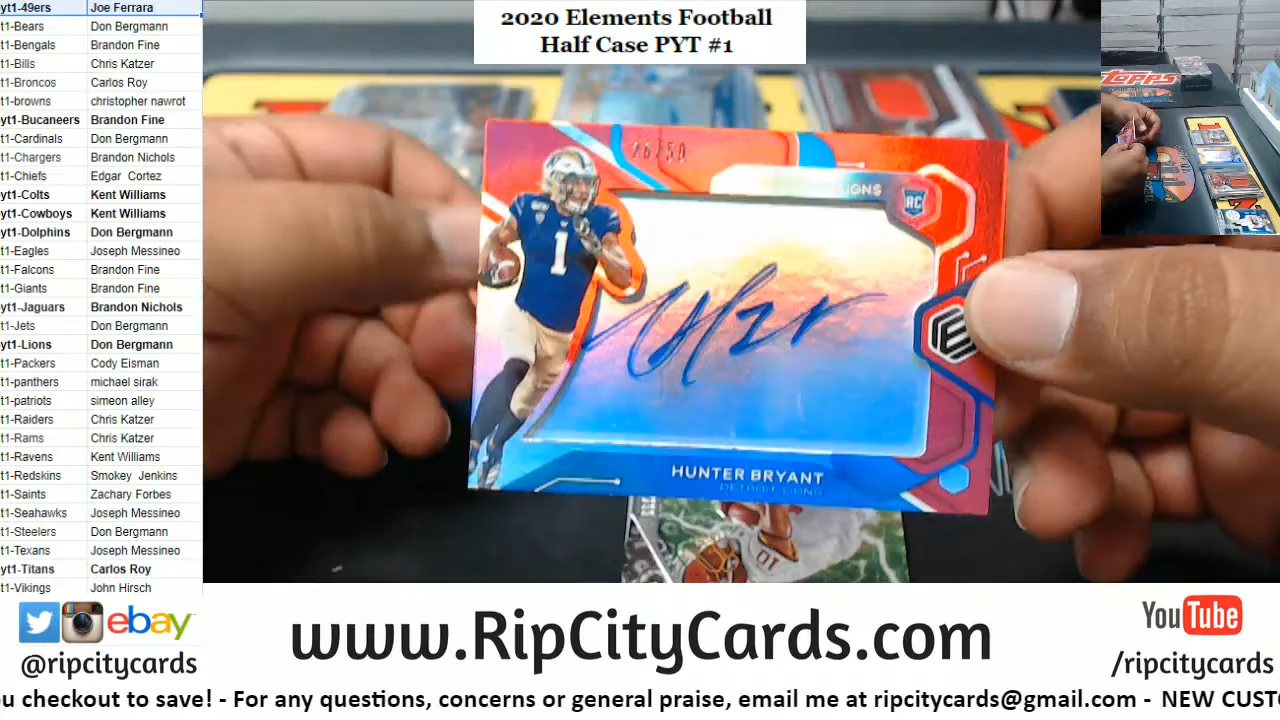 yt1-49ers Joe Ferrara
t1-Bears Don Bergmann
t1-Bengals Brandon Fine
t1-Bills Chris Katzer
t1-Broncos Carlos Roy
t1-browns christopher nawrot
yt1-Bucaneers Brandon Fine
t1-Cardinals Don Bergmann
t1-Chargers Brandon Nichols
t1-Chiefs Edgar Cortez
yt1-Colts Kent Williams
yt1-Cowboys Kent Williams
yt1-Dolphins Don Bergmann
t1-Eagles Joseph Messineo
t1-Falcons Brandon Fine
t1-Giants Brandon Fine
yt1-Jaguars Brandon Nichols
t1-Jets Don Bergmann
yt1-Lions Don Bergmann
t1-Packers Cody Eisman
t1-panthers michael sirak
t1-patriots simeon alley
t1-Raiders Chris Katzer
t1-Rams Chris Katzer
t1-Ravens Kent Williams
t1-Redskins Smokey Jenkins
t1-Saints Zachary Forbes
t1-Seahawks Joseph Messineo
t1-Steelers Don Bergmann
t1-Texans Joseph Messineo
yt1-Titans Carlos Roy
t1-Vikings John Hirsch
2020 Elements Football
Half Case PYT #1
26/50
RC
1
E
HUNTER BRYANT
DETROIT LIONS
TOPPS
ebay
@ripcitycards
www.RipCityCards.com
YouTube
/ripcitycards
u checkout to save! - For any questions, concerns or general praise, email me at ripcitycards@gmail.com - NEW CUST